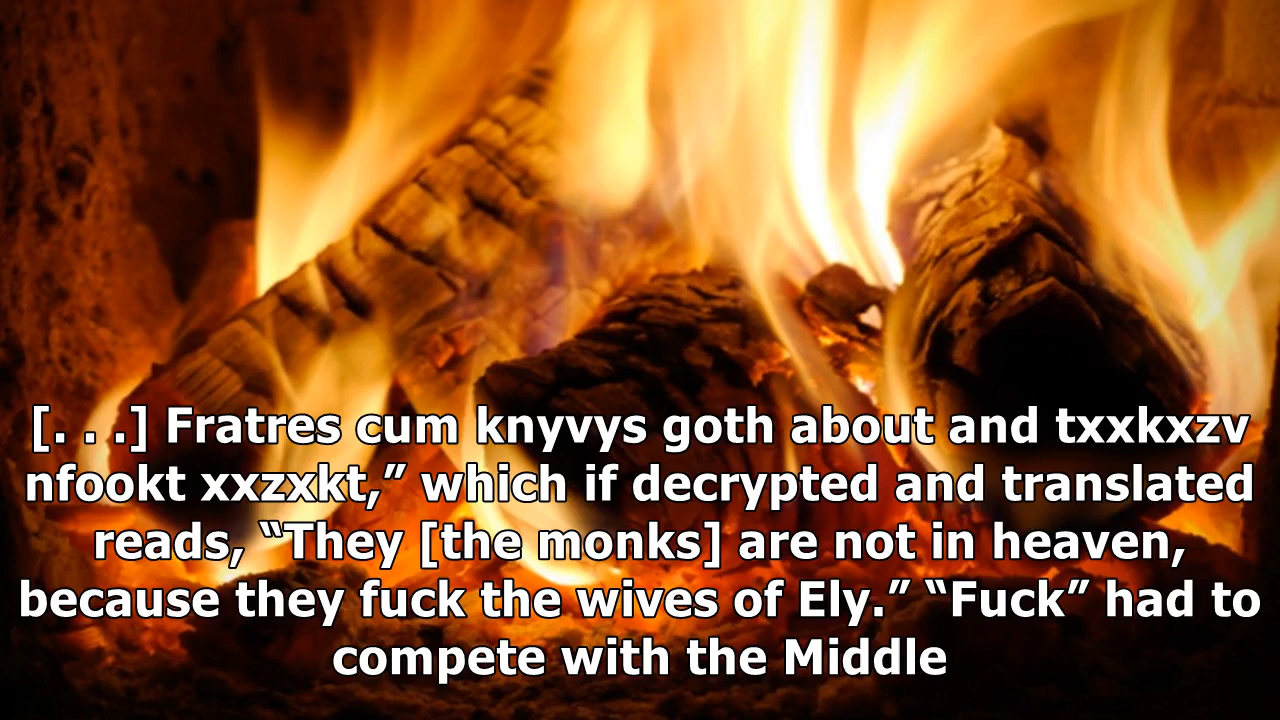 [. . .] Fratres cum knyvys goth about and txxkxzv
nfookt xxzxkt,” which if decrypted and translated
reads, “They [the monks] are not in heaven,
because they fuck the wives of Ely.” “Fuck” had to
compete with the Middle